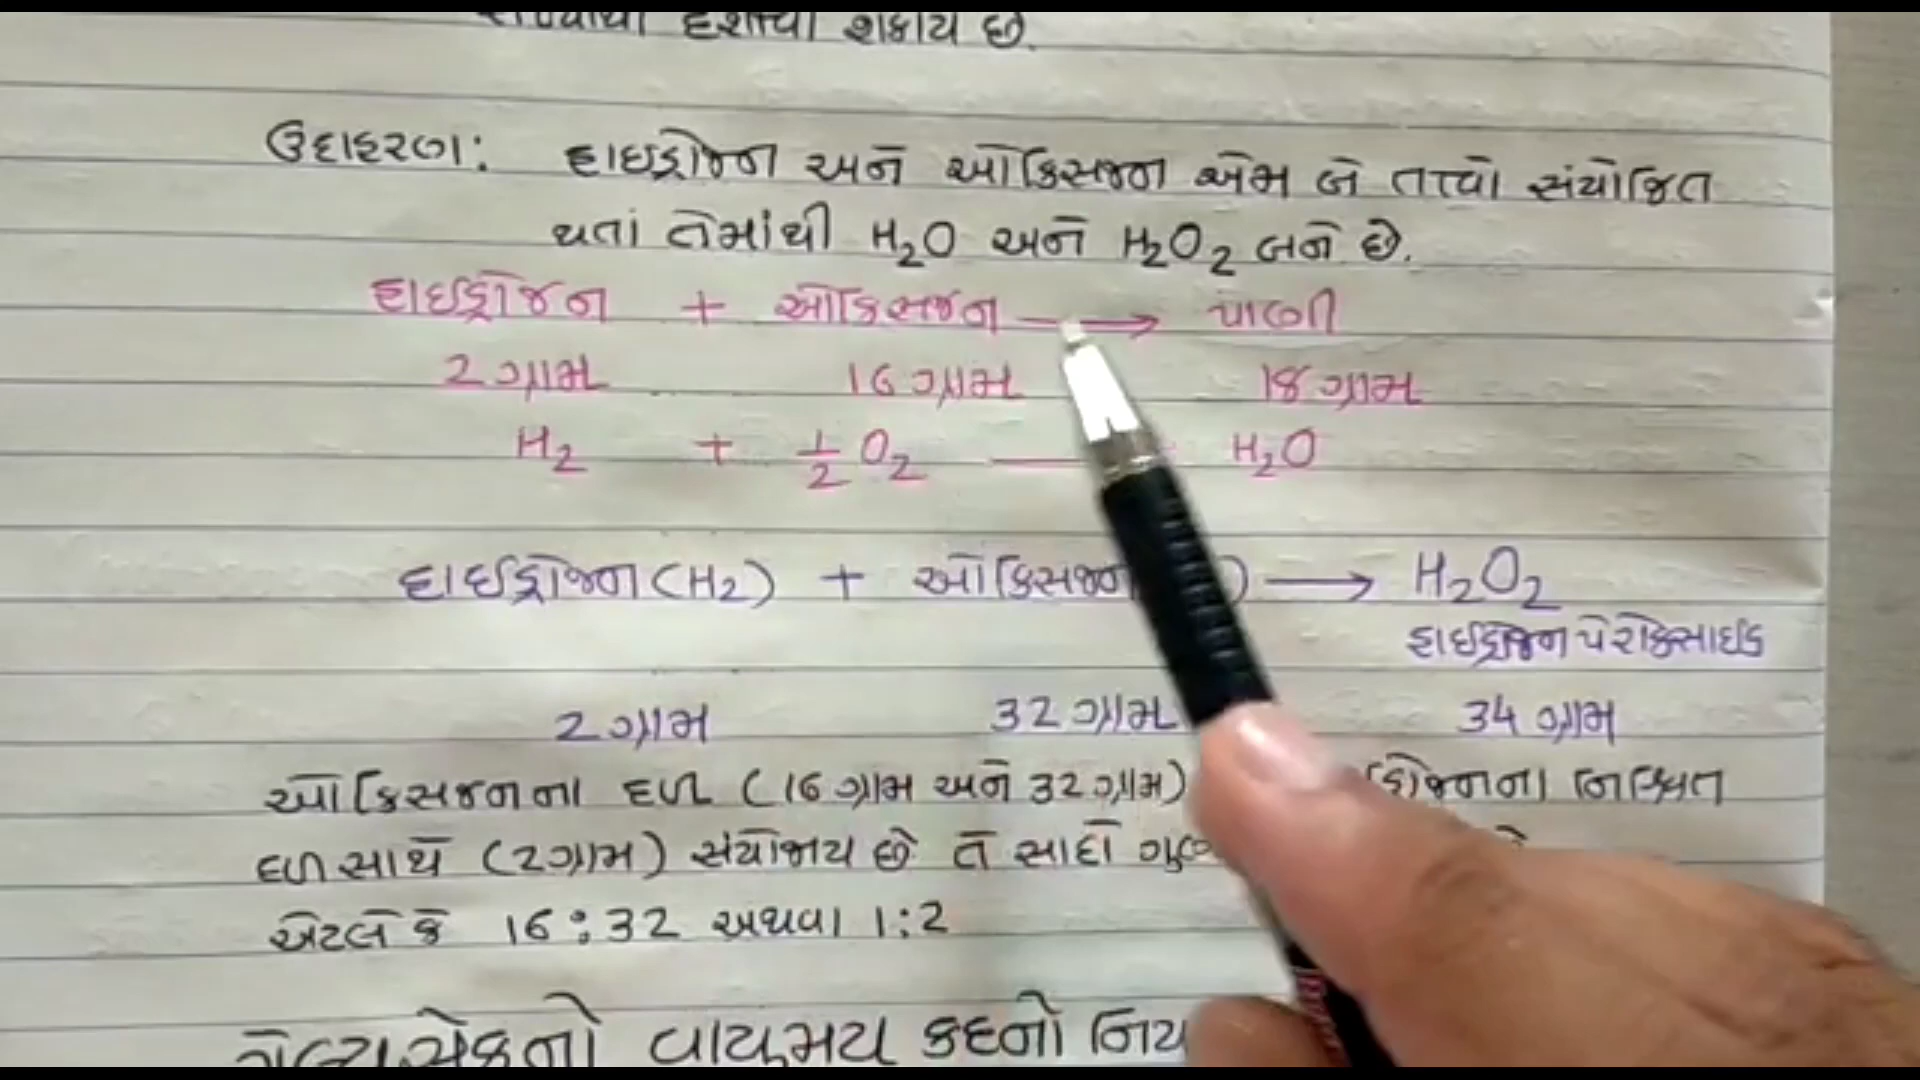 દર્શાવી શકાય છે.
ઉદાહરણ: હાઇડ્રોજન અને ઓક્સિજન એમ બે તત્વો સંયોજિત
થતાં તેમાંથી H₂O અને H₂O₂ બને છે.
હાઇડ્રોજન + ઓક્સિજન → પાણી
2 ગ્રામ 16 ગ્રામ 18 ગ્રામ
H₂ + 1/2 O₂ H₂O
હાઇડ્રોજન (H₂) + ઓક્સિજન ) → H₂O₂
હાઇડ્રોજન પેરોક્સાઇડ
2 ગ્રામ 32 ગ્રામ 34 ગ્રામ
ઓક્સિજનના દળ (16 ગ્રામ અને 32 ગ્રામ) નિશ્ચિત
દળ સાથે (2 ગ્રામ) સંયોજાય છે તે સાદો
એટલે કે 16:32 અથવા 1:2
વાયુમય કદનો